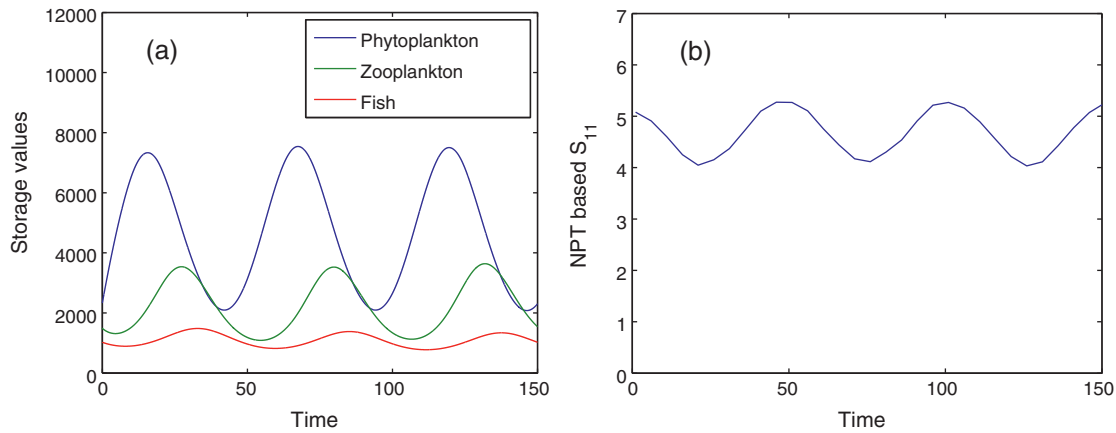 (a)
Phytoplankton
Zooplankton
Fish
12000
10000
8000
6000
4000
2000
0
Storage values
0 50 100 150
Time
(b)
7
6
5
4
3
2
1
0
NPT based S11
0 50 100 150
Time